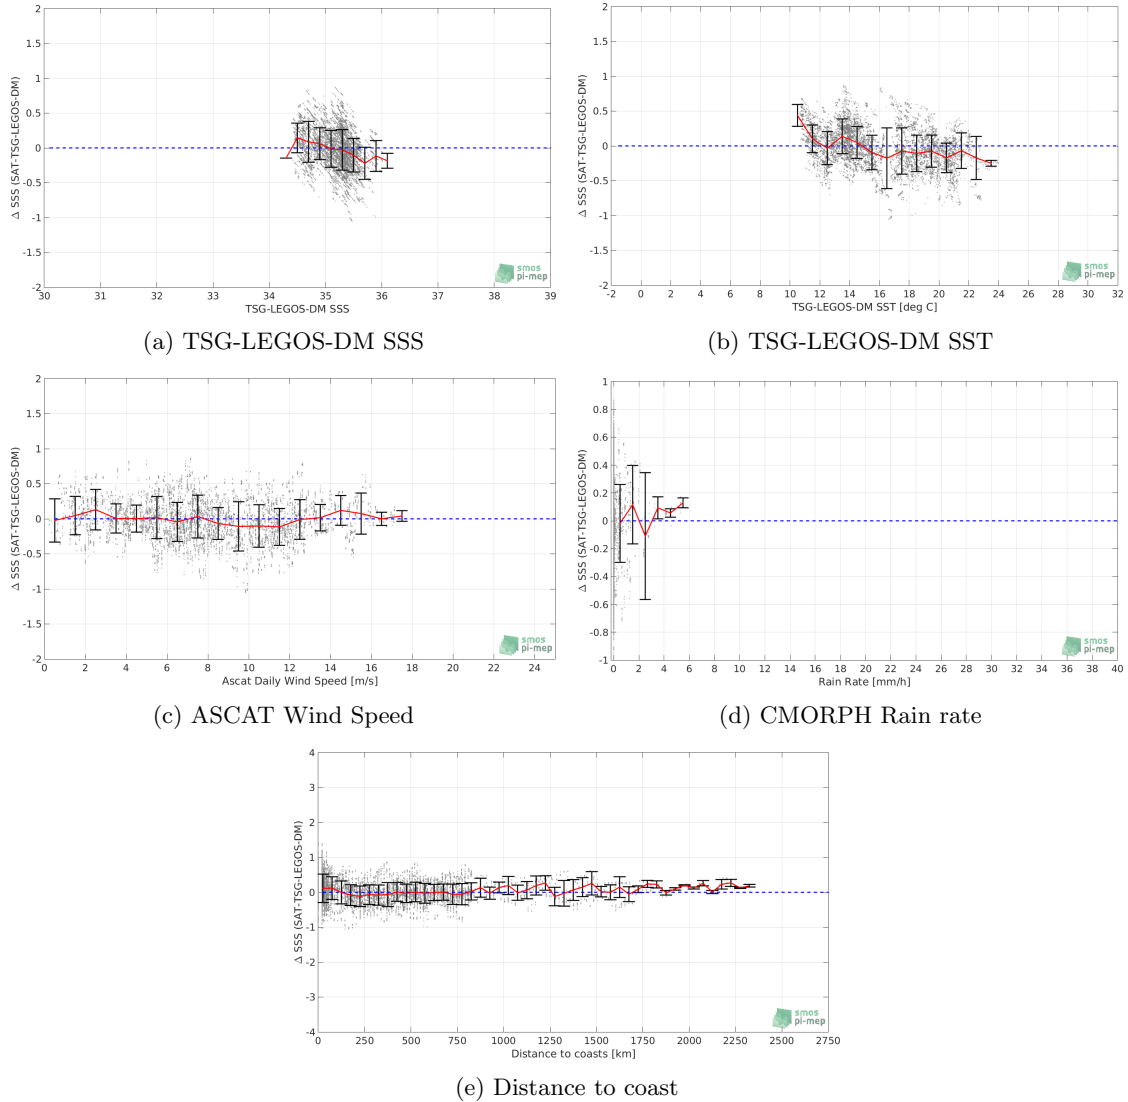 2
1.5
1
0.5
0
-0.5
-1
-1.5
-2
Δ SSS (SAT-TSG-LEGOS-DM)
30 31 32 33 34 35 36 37 38 39
TSG-LEGOS-DM SSS
smos
pi-mep
(a) TSG-LEGOS-DM SSS
2
1.5
1
0.5
0
-0.5
-1
-1.5
-2
Δ SSS (SAT-TSG-LEGOS-DM)
-2 0 2 4 6 8 10 12 14 16 18 20 22 24 26 28 30 32
TSG-LEGOS-DM SST [deg C]
smos
pi-mep
(b) TSG-LEGOS-DM SST
2
1.5
1
0.5
0
-0.5
-1
-1.5
-2
Δ SSS (SAT-TSG-LEGOS-DM)
0 2 4 6 8 10 12 14 16 18 20 22 24
Ascat Daily Wind Speed [m/s]
smos
pi-mep
(c) ASCAT Wind Speed
1
0.8
0.6
0.4
0.2
0
-0.2
-0.4
-0.6
-0.8
-1
Δ SSS (SAT-TSG-LEGOS-DM)
0 2 4 6 8 10 12 14 16 18 20 22 24 26 28 30 32 34 36 38 40
Rain Rate [mm/h]
smos
pi-mep
(d) CMORPH Rain rate
4
3
2
1
0
-1
-2
-3
-4
Δ SSS (SAT-TSG-LEGOS-DM)
0 250 500 750 1000 1250 1500 1750 2000 2250 2500 2750
Distance to coasts [km]
smos
pi-mep
(e) Distance to coast